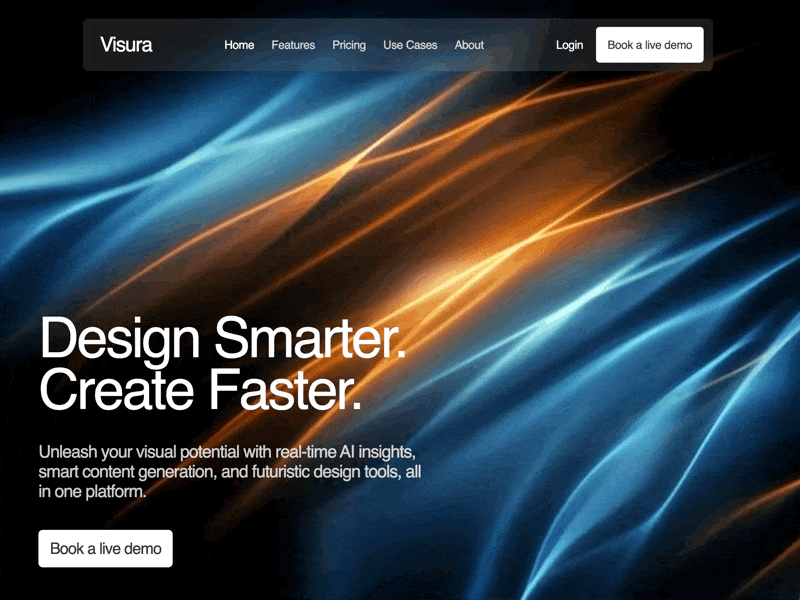 Visura
Home Features Pricing Use Cases About
Login
Book a live demo
Design Smarter.
Create Faster.
Unleash your visual potential with real-time AI insights,
smart content generation, and futuristic design tools, all
in one platform.
Book a live demo